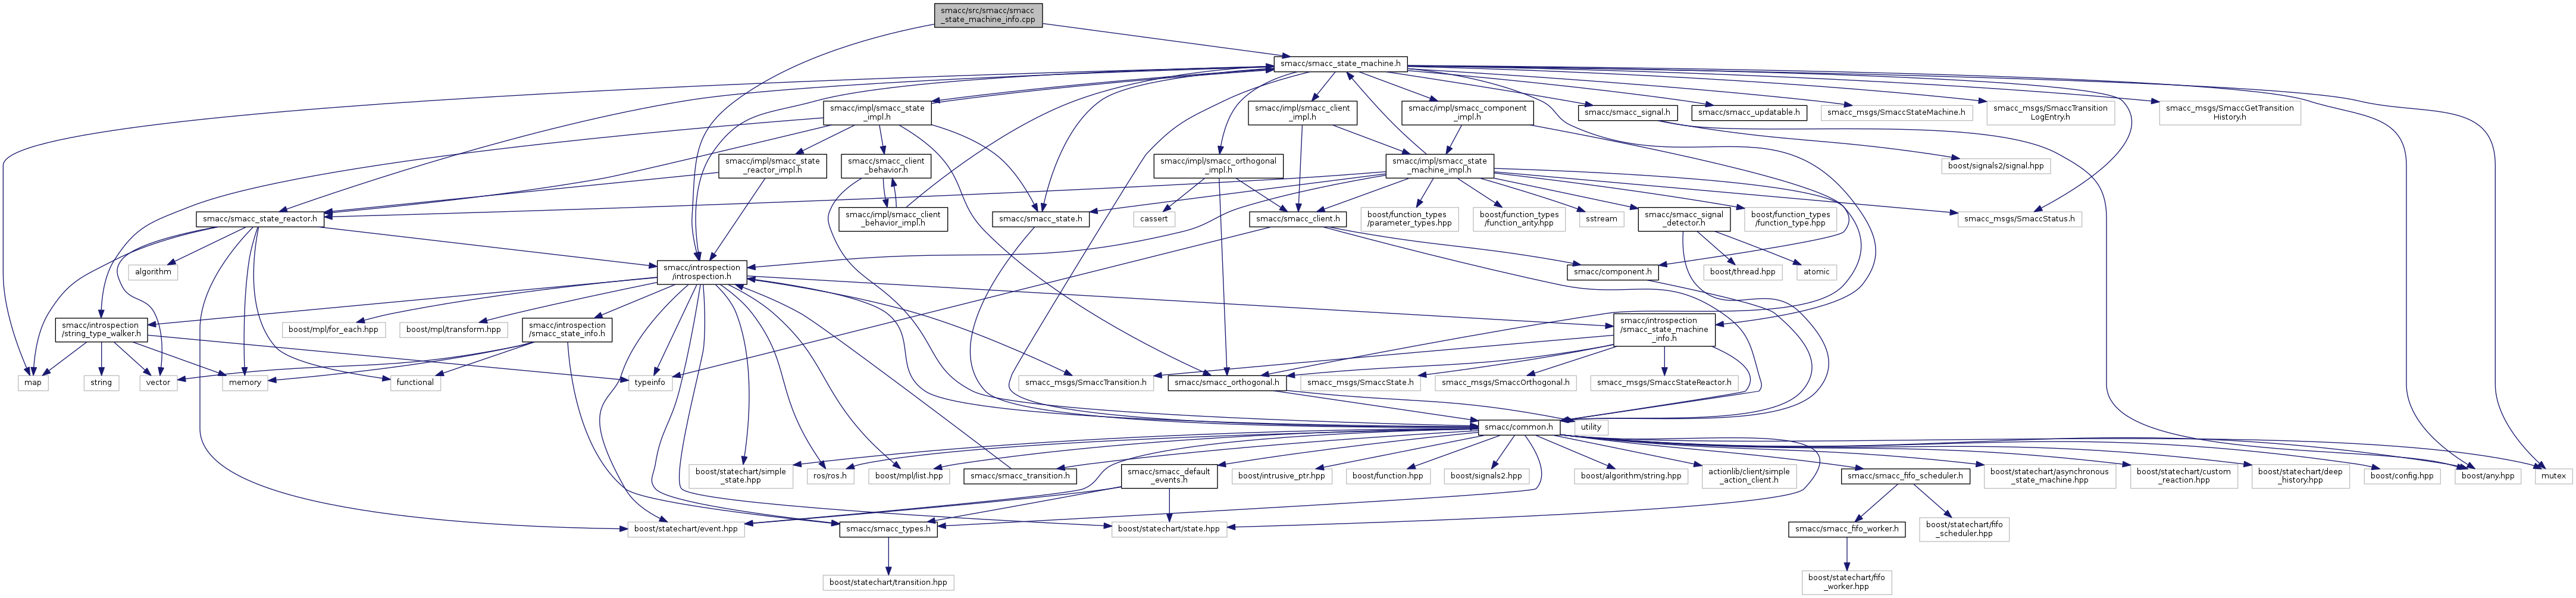 smacc/src/smacc/smacc
_state_machine_info.cpp
smacc/smacc_state_machine.h
smacc/impl/smacc_state
_impl.h
smacc/impl/smacc_client
_impl.h
smacc/impl/smacc_component
_impl.h
smacc/smacc_signal.h
smacc/smacc_updatable.h
smacc_msgs/SmaccStateMachine.h
smacc_msgs/SmaccTransition
LogEntry.h
smacc_msgs/SmaccGetTransition
History.h
smacc/impl/smacc_state
_reactor_impl.h
smacc/smacc_client
_behavior.h
smacc/impl/smacc_orthogonal
_impl.h
smacc/impl/smacc_state
_machine_impl.h
boost/signals2/signal.hpp
smacc/smacc_state_reactor.h
smacc/impl/smacc_client
_behavior_impl.h
smacc/smacc_state.h
cassert
smacc/smacc_client.h
boost/function_types
/parameter_types.hpp
boost/function_types
/function_arity.hpp
sstream
smacc/smacc_signal
_detector.h
boost/function_types
/function_type.hpp
smacc_msgs/SmaccStatus.h
algorithm
smacc/introspection
/introspection.h
smacc/component.h
boost/thread.hpp
atomic
smacc/introspection
/string_type_walker.h
boost/mpl/for_each.hpp
boost/mpl/transform.hpp
smacc/introspection
/smacc_state_info.h
smacc/introspection
/smacc_state_machine
_info.h
map
string
vector
memory
functional
typeinfo
smacc_msgs/SmaccTransition.h
smacc/smacc_orthogonal.h
smacc_msgs/SmaccState.h
smacc_msgs/SmaccOrthogonal.h
smacc_msgs/SmaccStateReactor.h
smacc/common.h
utility
boost/statechart/simple
_state.hpp
ros/ros.h
boost/mpl/list.hpp
smacc/smacc_transition.h
smacc/smacc_default
_events.h
boost/intrusive_ptr.hpp
boost/function.hpp
boost/signals2.hpp
boost/algorithm/string.hpp
actionlib/client/simple
_action_client.h
smacc/smacc_fifo_scheduler.h
boost/statechart/asynchronous
_state_machine.hpp
boost/statechart/custom
_reaction.hpp
boost/statechart/deep
_history.hpp
boost/config.hpp
boost/any.hpp
mutex
boost/statechart/event.hpp
smacc/smacc_types.h
boost/statechart/state.hpp
smacc/smacc_fifo_worker.h
boost/statechart/fifo
_scheduler.hpp
boost/statechart/transition.hpp
boost/statechart/fifo
_worker.hpp